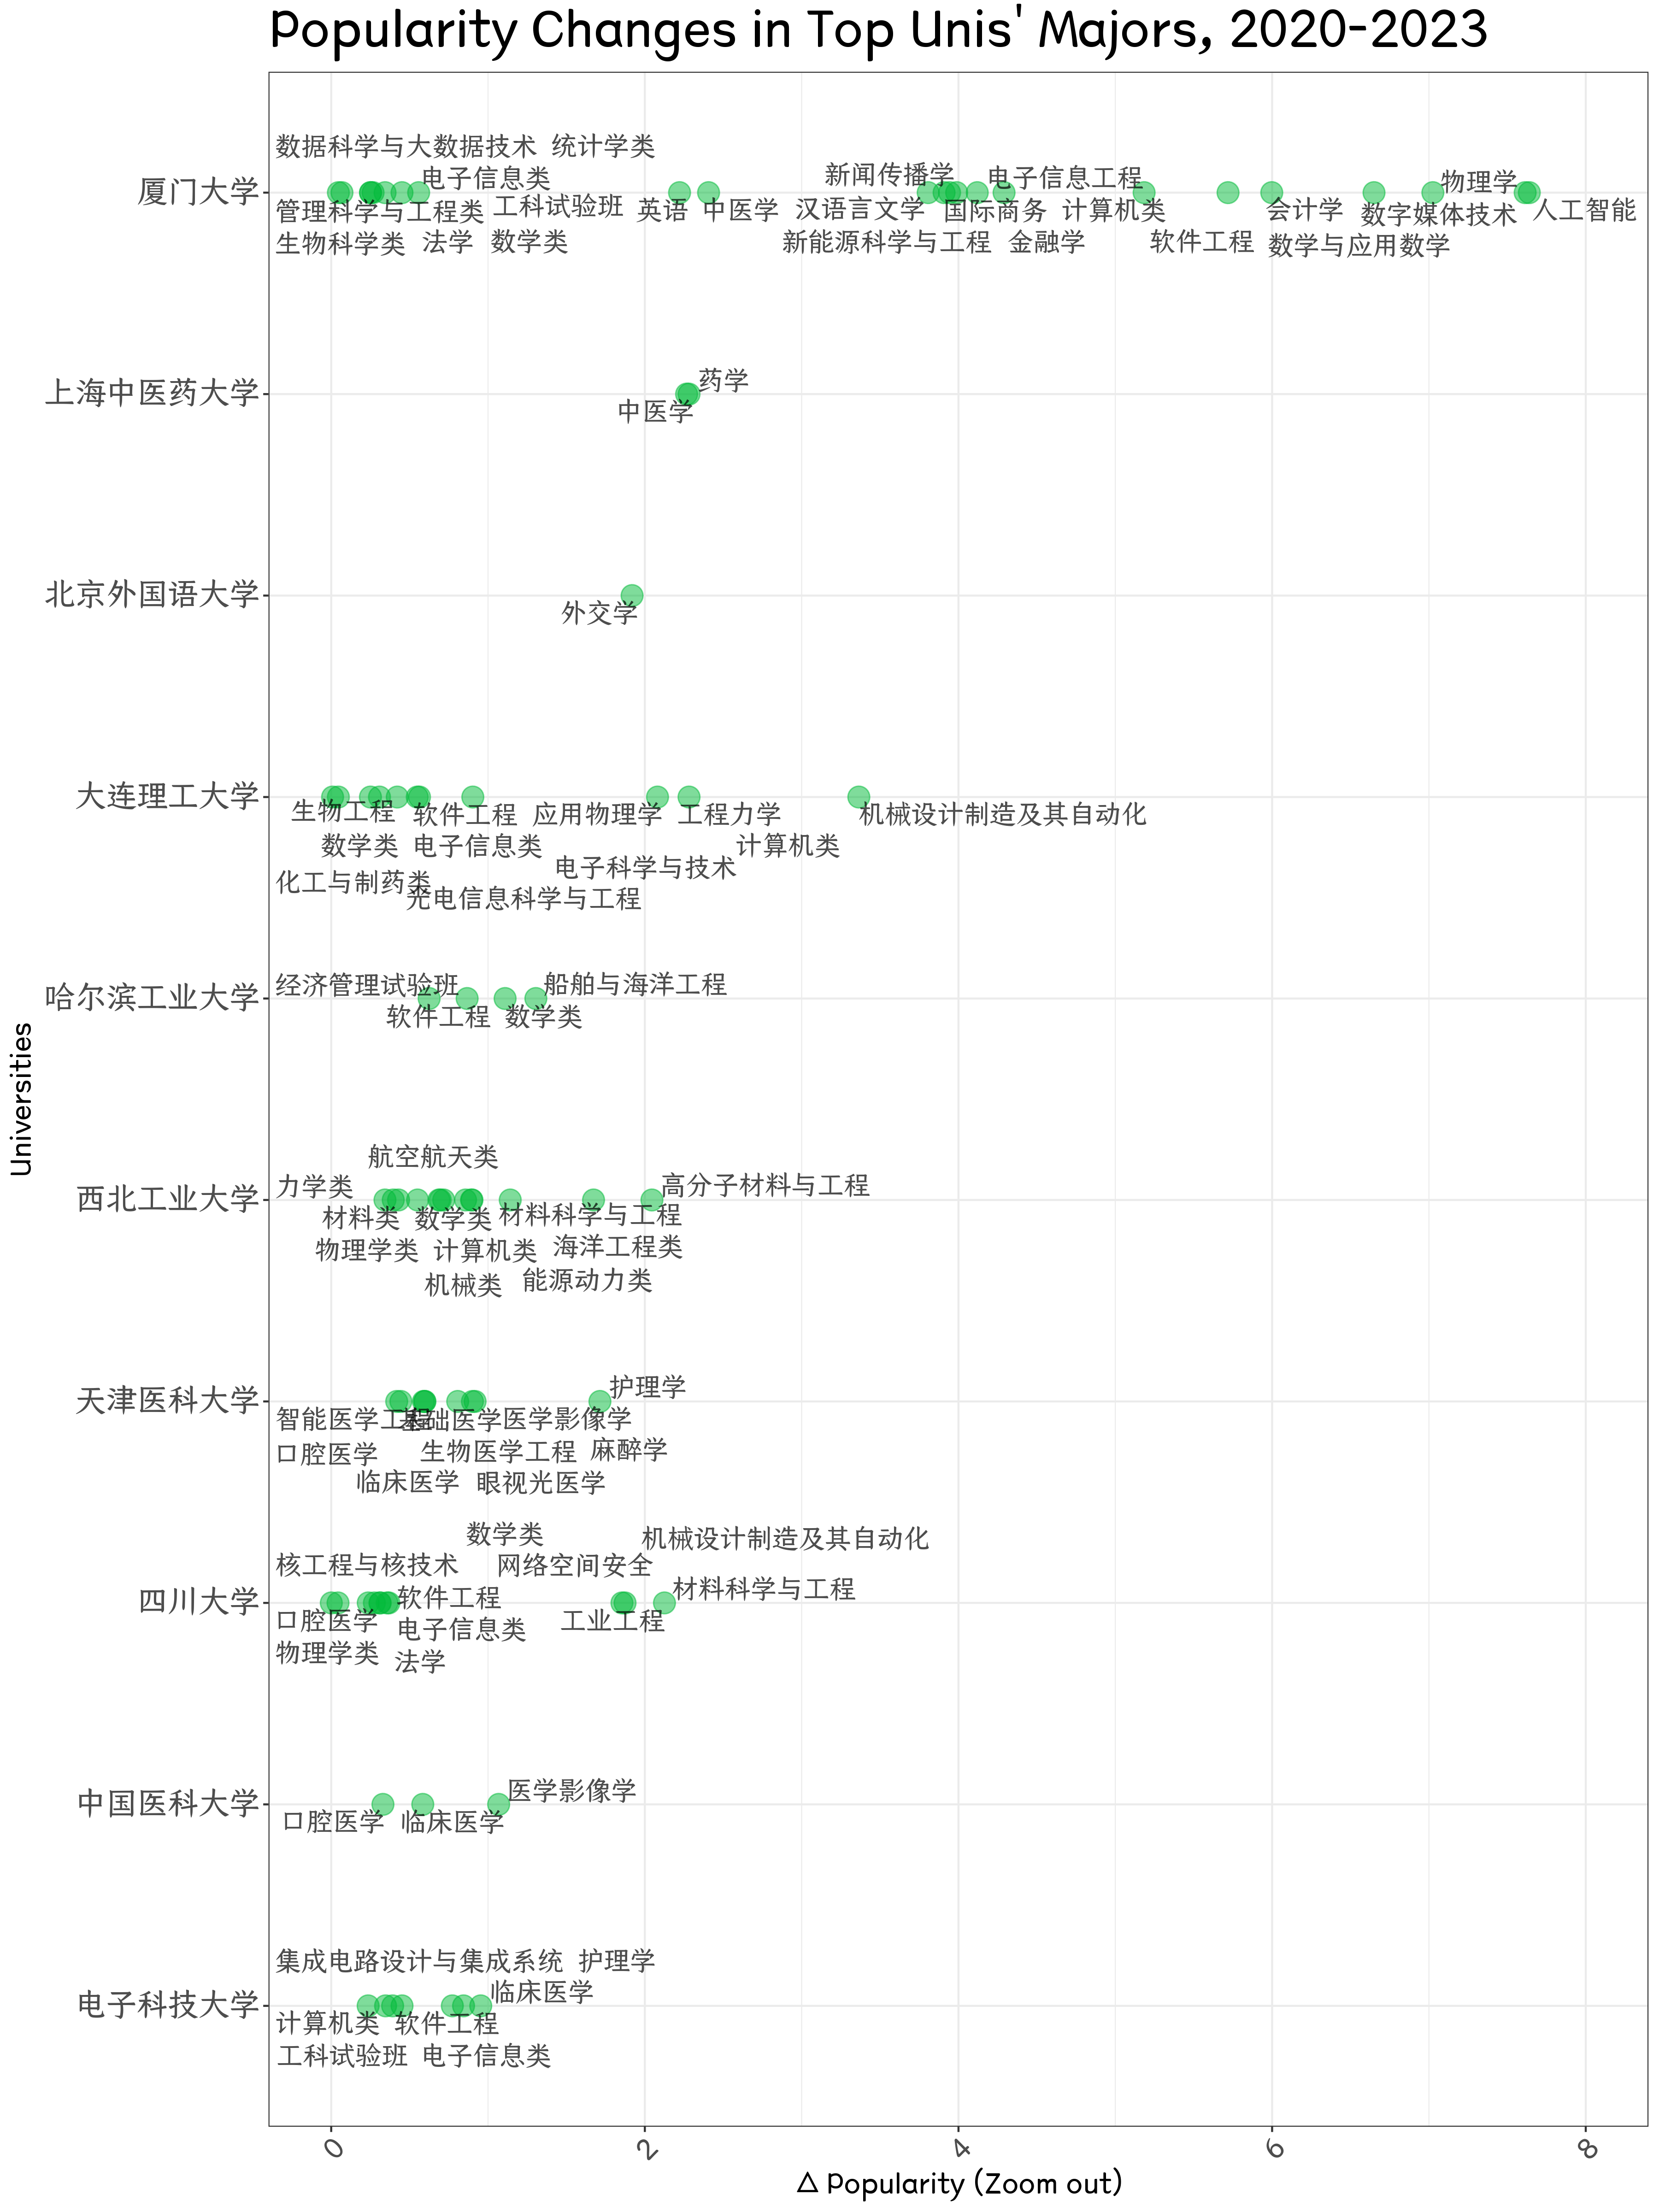 Popularity Changes in Top Unis' Majors, 2020-2023
数据科学与大数据技术 统计学类
新闻传播学 电子信息工程 物理学
电子信息类
厦门大学
管理科学与工程类 工科试验班 英语 中医学 汉语言文学 国际商务 计算机类 会计学 数字媒体技术 人工智能
生物科学类 法学 数学类 新能源科学与工程 金融学 软件工程 数学与应用数学
药学
上海中医药大学
中医学
北京外国语大学
外交学
大连理工大学
生物工程 软件工程 应用物理学 工程力学 机械设计制造及其自动化
数学类 电子信息类 计算机类
电子科学与技术
化工与制药类
光电信息科学与工程
经济管理试验班 船舶与海洋工程
哈尔滨工业大学
软件工程 数学类
航空航天类
力学类 高分子材料与工程
西北工业大学
材料类 数学类 材料科学与工程
物理学类 计算机类 海洋工程类
机械类 能源动力类
护理学
天津医科大学
智能医学工程 基础医学 医学影像学
口腔医学 生物医学工程 麻醉学
临床医学 眼视光医学
数学类 机械设计制造及其自动化
核工程与核技术 网络空间安全
软件工程 材料科学与工程
四川大学
口腔医学 电子信息类 工业工程
物理学类 法学
医学影像学
中国医科大学
口腔医学 临床医学
集成电路设计与集成系统 护理学
临床医学
电子科技大学
计算机类 软件工程
工科试验班 电子信息类
Universities
0 2 4 6 8
△ Popularity (Zoom out)